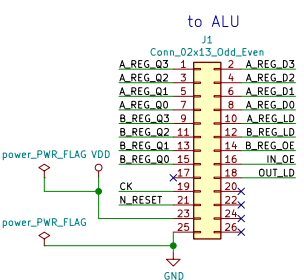 to ALU
J1
Conn_02x13_Odd_Even
A_REG_Q3 1 2 A_REG_D3
A_REG_Q2 3 4 A_REG_D2
A_REG_Q1 5 6 A_REG_D1
A_REG_Q0 7 8 A_REG_D0
B_REG_Q3 9 10 A_REG_LD
B_REG_Q2 11 12 B_REG_LD
B_REG_Q1 13 14 B_REG_OE
B_REG_Q0 15 16 IN_OE
power_PWR_FLAG VDD
17 18 OUT_LD
CK 19 20
N_RESET 21 22
power_PWR_FLAG
23 24
25 26
GND